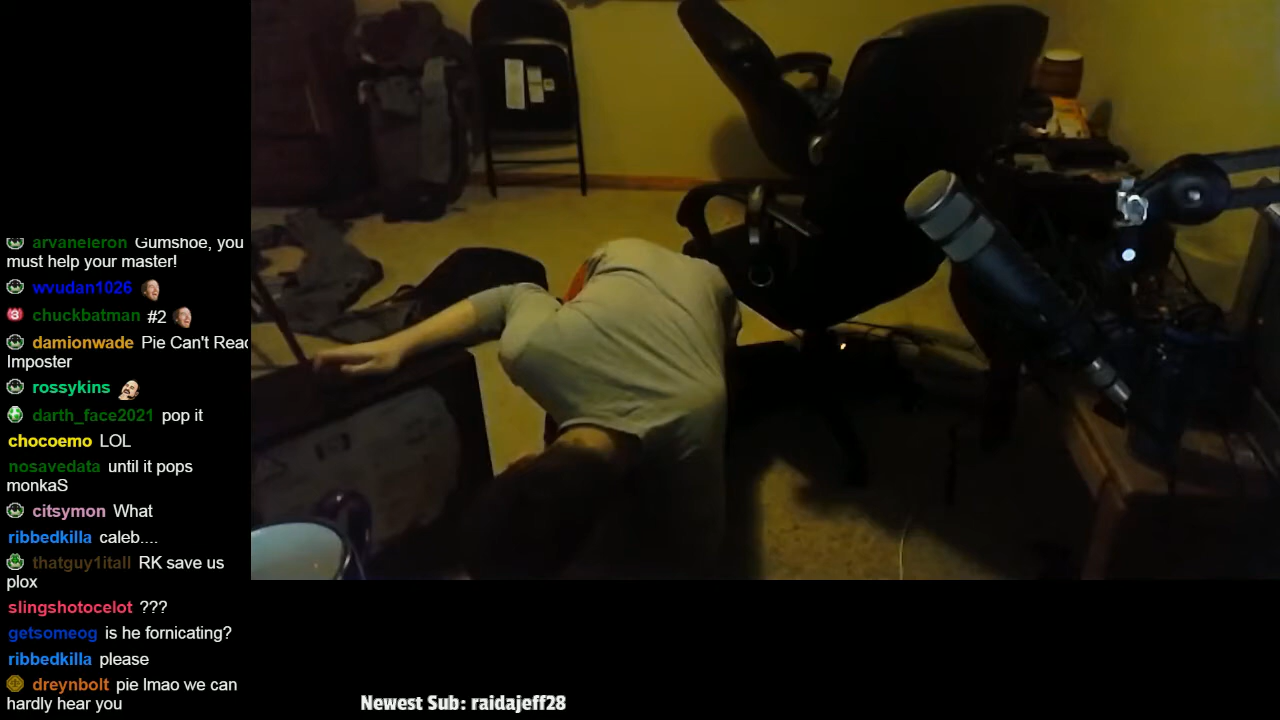 arvaneleron Gumshoe, you
must help your master!
wvudan1026
chuckbatman #2
damionwade Pie Can't Read
Imposter
rossykins
darth_face2021 pop it
chocoemo LOL
nosavedata until it pops
monkaS
citsymon What
ribbedkilla caleb....
thatguy1itall RK save us
plox
slingshotocelot ???
getsomeog is he fornicating?
ribbedkilla please
dreynbolt pie lmao we can
hardly hear you
Newest Sub: raidajeff28